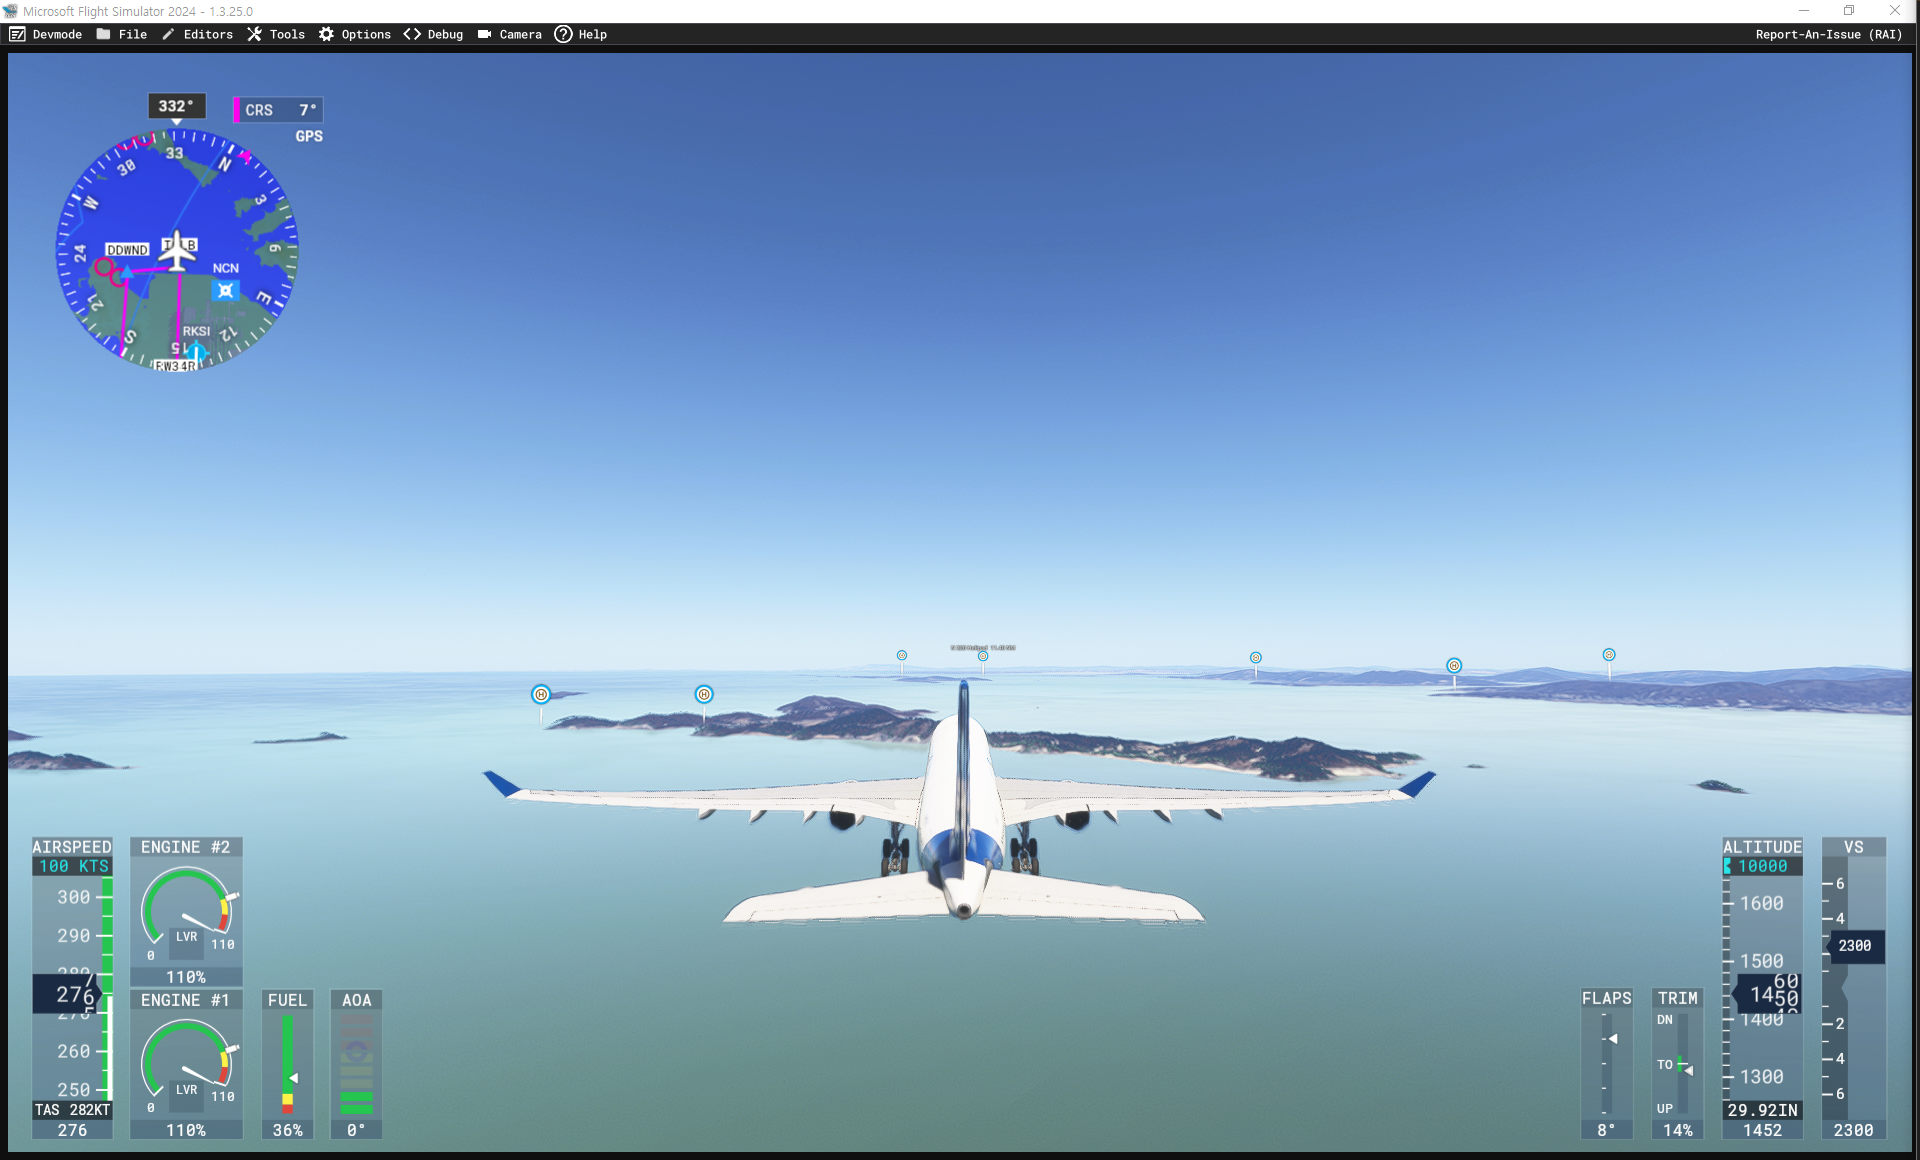 Microsoft Flight Simulator 2024 - 1.3.25.0
Devmode File Editors Tools Options Debug Camera Help
Report-An-Issue (RAI)
332°
CRS 7°
GPS
33
N
3
6
E
12
15
S
21
24
W
30
DDWND
NCN
RKSI
RW34R
AIRSPEED
100 KTS
300
290
280
276
270
260
250
TAS 282KT
276
ENGINE #2
LVR
0
110
110%
ENGINE #1
LVR
0
110
110%
FUEL
36%
AOA
0°
FLAPS
8°
TRIM
DN
TO
UP
14%
ALTITUDE
10000
1600
1500
1450
1400
1300
29.92IN
1452
VS
6
4
2300
2
4
6
2300